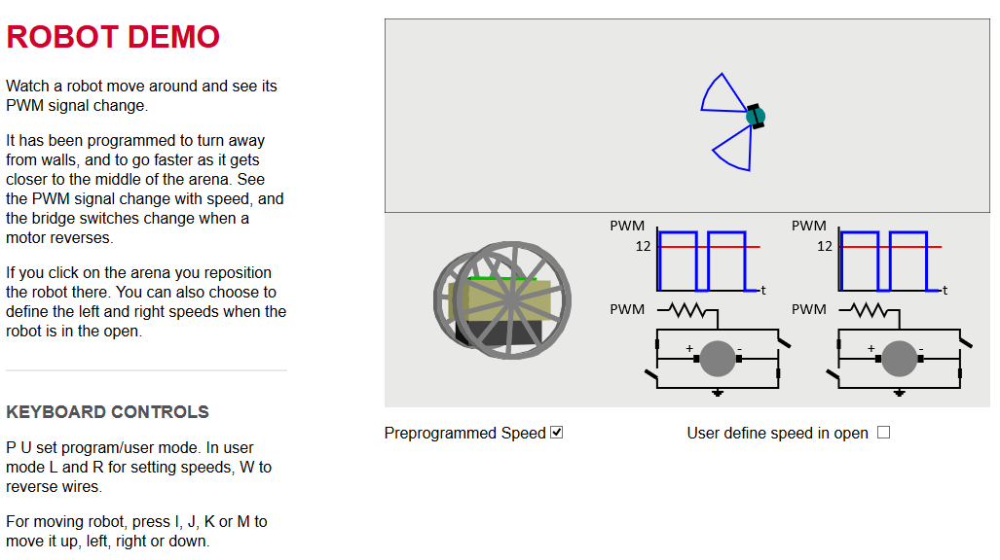 ROBOT DEMO
Watch a robot move around and see its
PWM signal change.
It has been programmed to turn away
from walls, and to go faster as it gets
closer to the middle of the arena. See
the PWM signal change with speed, and
the bridge switches change when a
motor reverses.
If you click on the arena you reposition
the robot there. You can also choose to
define the left and right speeds when the
robot is in the open.
KEYBOARD CONTROLS
P U set program/user mode. In user
mode L and R for setting speeds, W to
reverse wires.
For moving robot, press I, J, K or M to
move it up, left, right or down.
PWM
12
t
PWM
+ -
PWM
12
t
PWM
+ -
Preprogrammed Speed
User define speed in open